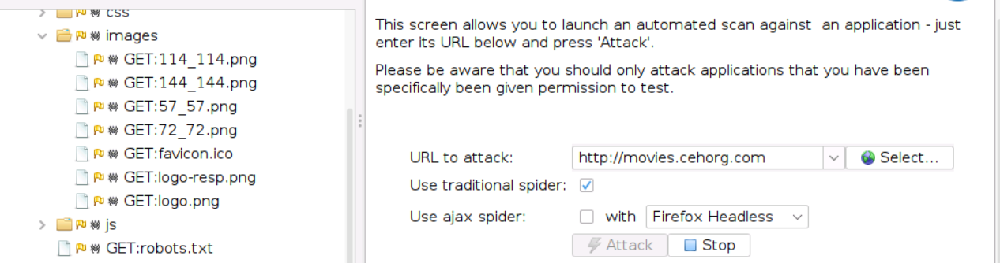 css
images
GET:114_114.png
GET:144_144.png
GET:57_57.png
GET:72_72.png
GET:favicon.ico
GET:logo-resp.png
GET:logo.png
js
GET:robots.txt
This screen allows you to launch an automated scan against  an application - just
enter its URL below and press 'Attack'.
Please be aware that you should only attack applications that you have been
specifically been given permission to test.
URL to attack: http://movies.cehorg.com Select...
Use traditional spider:
Use ajax spider: with Firefox Headless
Attack Stop